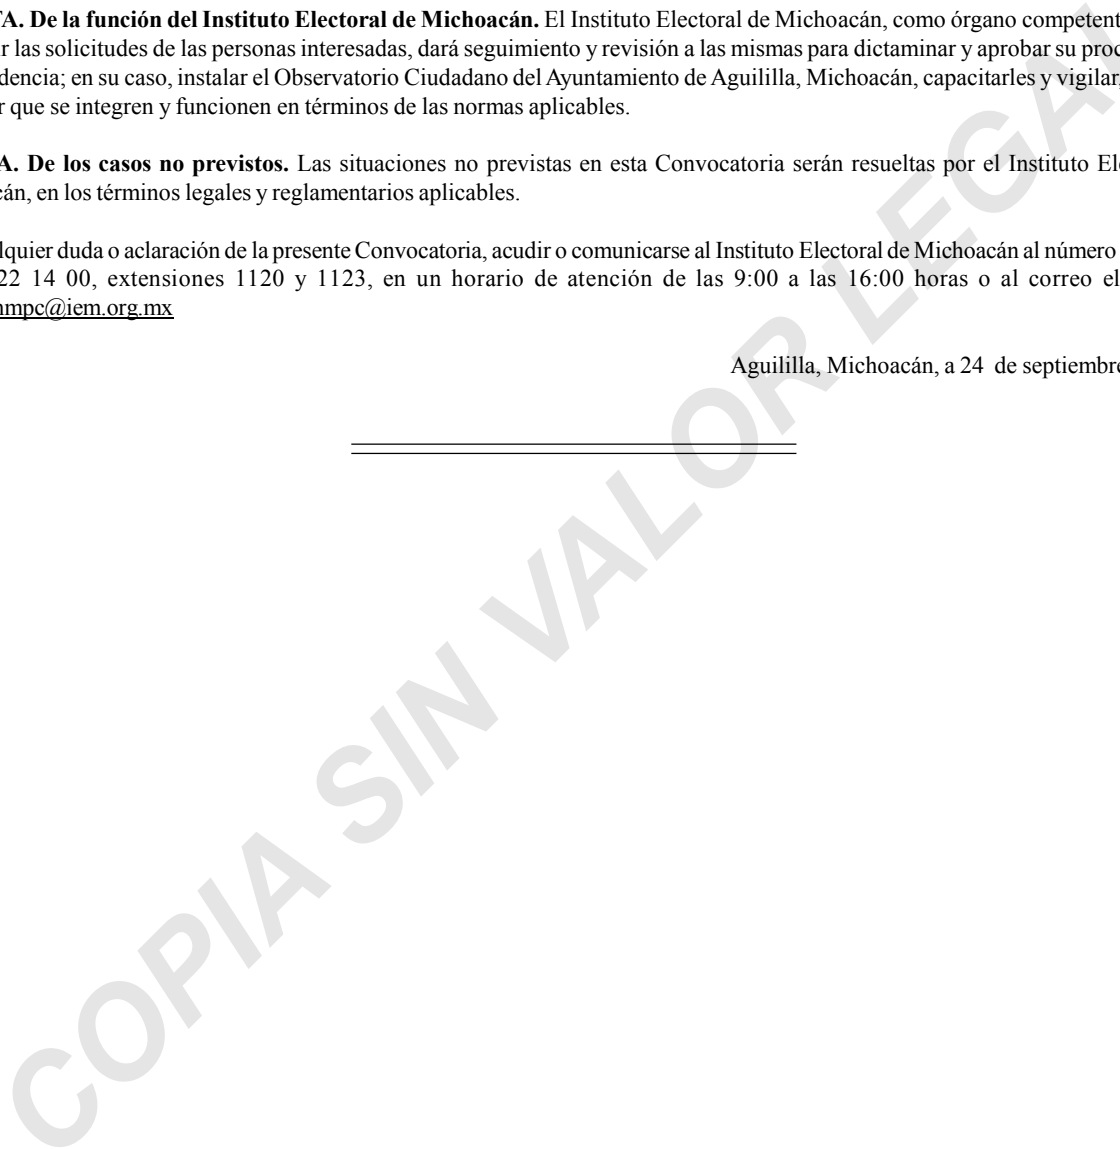 TA. De la función del Instituto Electoral de Michoacán. El Instituto Electoral de Michoacán, como órgano competent
r las solicitudes de las personas interesadas, dará seguimiento y revisión a las mismas para dictaminar y aprobar su proc
dencia; en su caso, instalar el Observatorio Ciudadano del Ayuntamiento de Aguililla, Michoacán, capacitarles y vigilar,
r que se integren y funcionen en términos de las normas aplicables.
A. De los casos no previstos. Las situaciones no previstas en esta Convocatoria serán resueltas por el Instituto El
cán, en los términos legales y reglamentarios aplicables.
lquier duda o aclaración de la presente Convocatoria, acudir o comunicarse al Instituto Electoral de Michoacán al número
22 14 00, extensiones 1120 y 1123, en un horario de atención de las 9:00 a las 16:00 horas o al correo el
mpc@iem.org.mx
Aguililla, Michoacán, a 24 de septiembre
COPIA SIN VALOR LEGAL